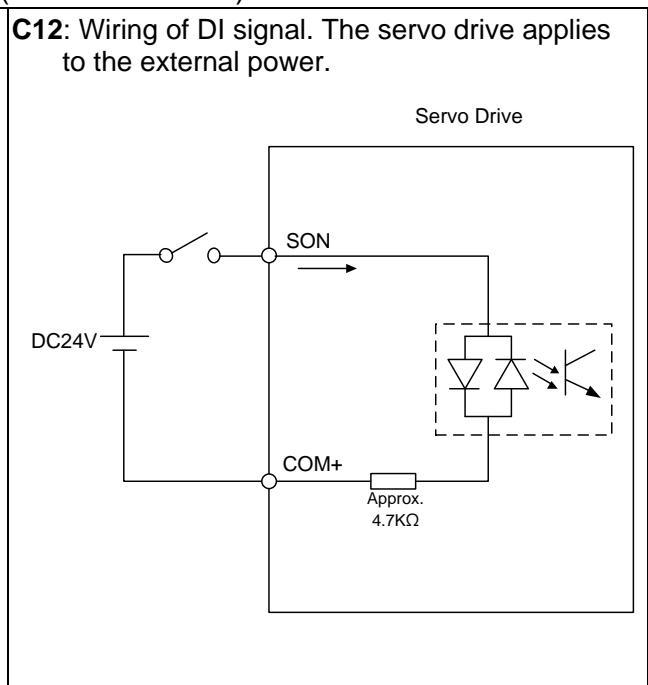 C12: Wiring of DI signal. The servo drive applies
to the external power.
Servo Drive
SON
DC24V
COM+
Approx.
4.7KΩ